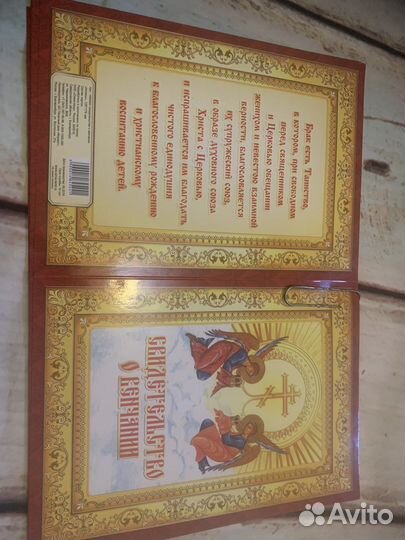 Брак есть Таинство,
в котором, при свободном
перед священником
и Церковью обещании
женихом и невестою взаимной
верности, благословляется
их супружеский союз,
в образе духовного союза
Христа с Церковью,
и испрашивается им благодать
чистого единодушия
к благословенному рождению
и христианскому
воспитанию детей.
СВИДЕТЕЛЬСТВО
О ВЕНЧАНИИ
Avito